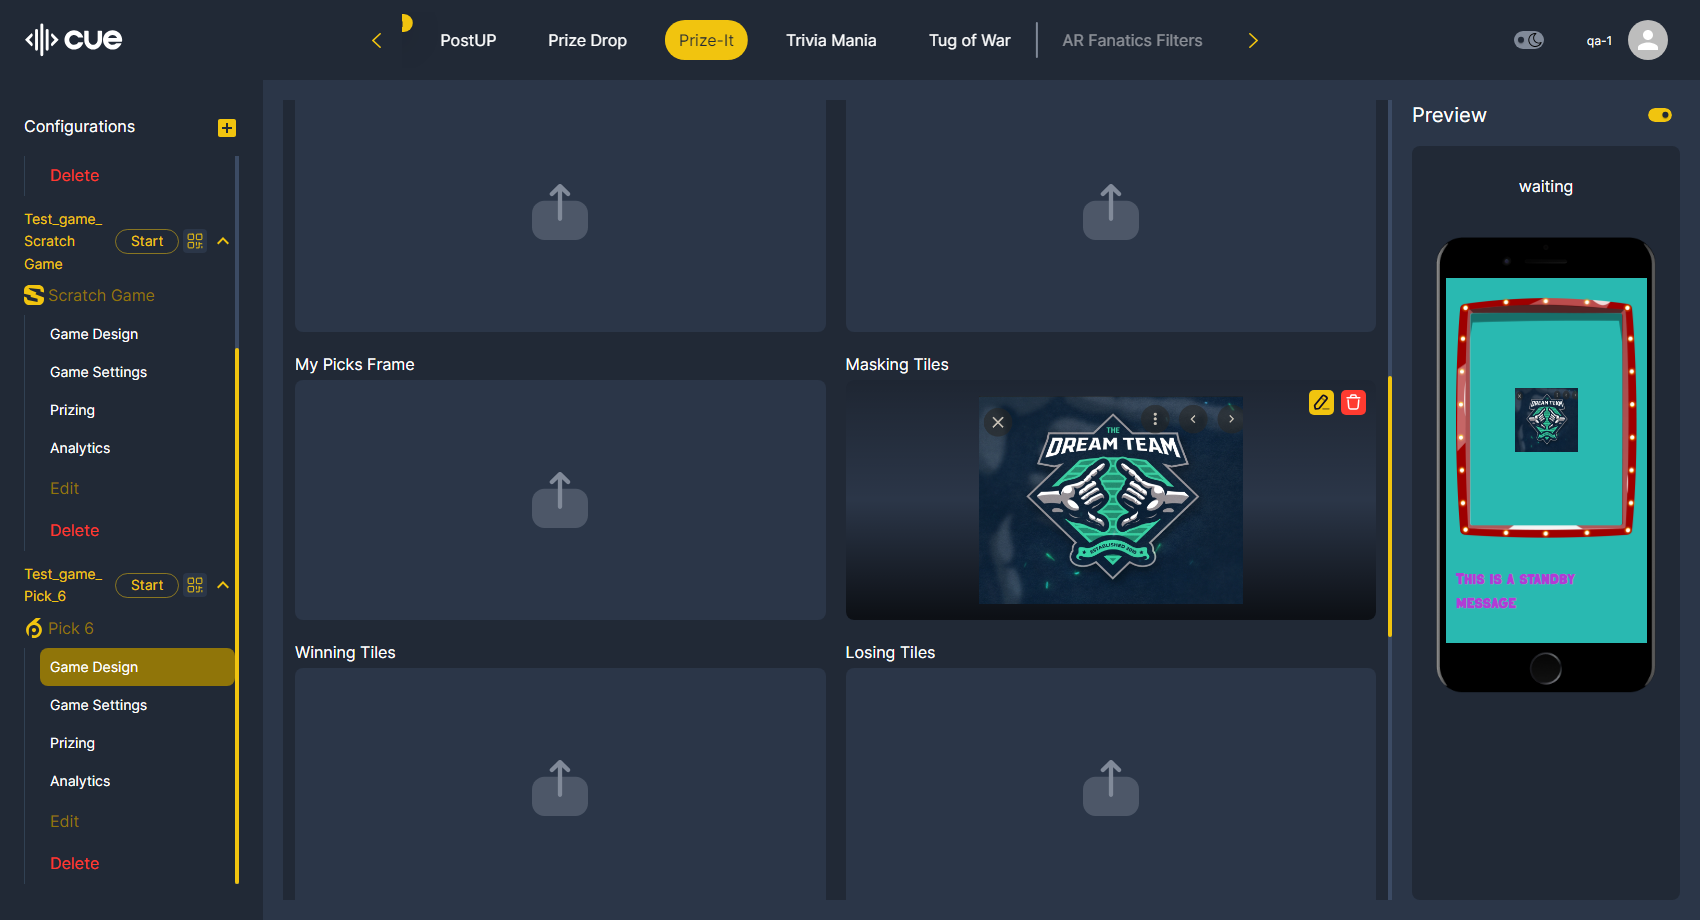 cue
PostUP
Prize Drop
Prize-It
Trivia Mania
Tug of War
AR Fanatics Filters
qa-1
Configurations
Delete
Test_game_
Scratch
Game
Start
Scratch Game
Game Design
Game Settings
Prizing
Analytics
Edit
Delete
Test_game_
Pick_6
Start
Pick 6
Game Design
Game Settings
Prizing
Analytics
Edit
Delete
My Picks Frame
Masking Tiles
THE
DREAM TEAM
Winning Tiles
Losing Tiles
Preview
waiting
DREAM TEAM
THIS IS A STANDBY
MESSAGE